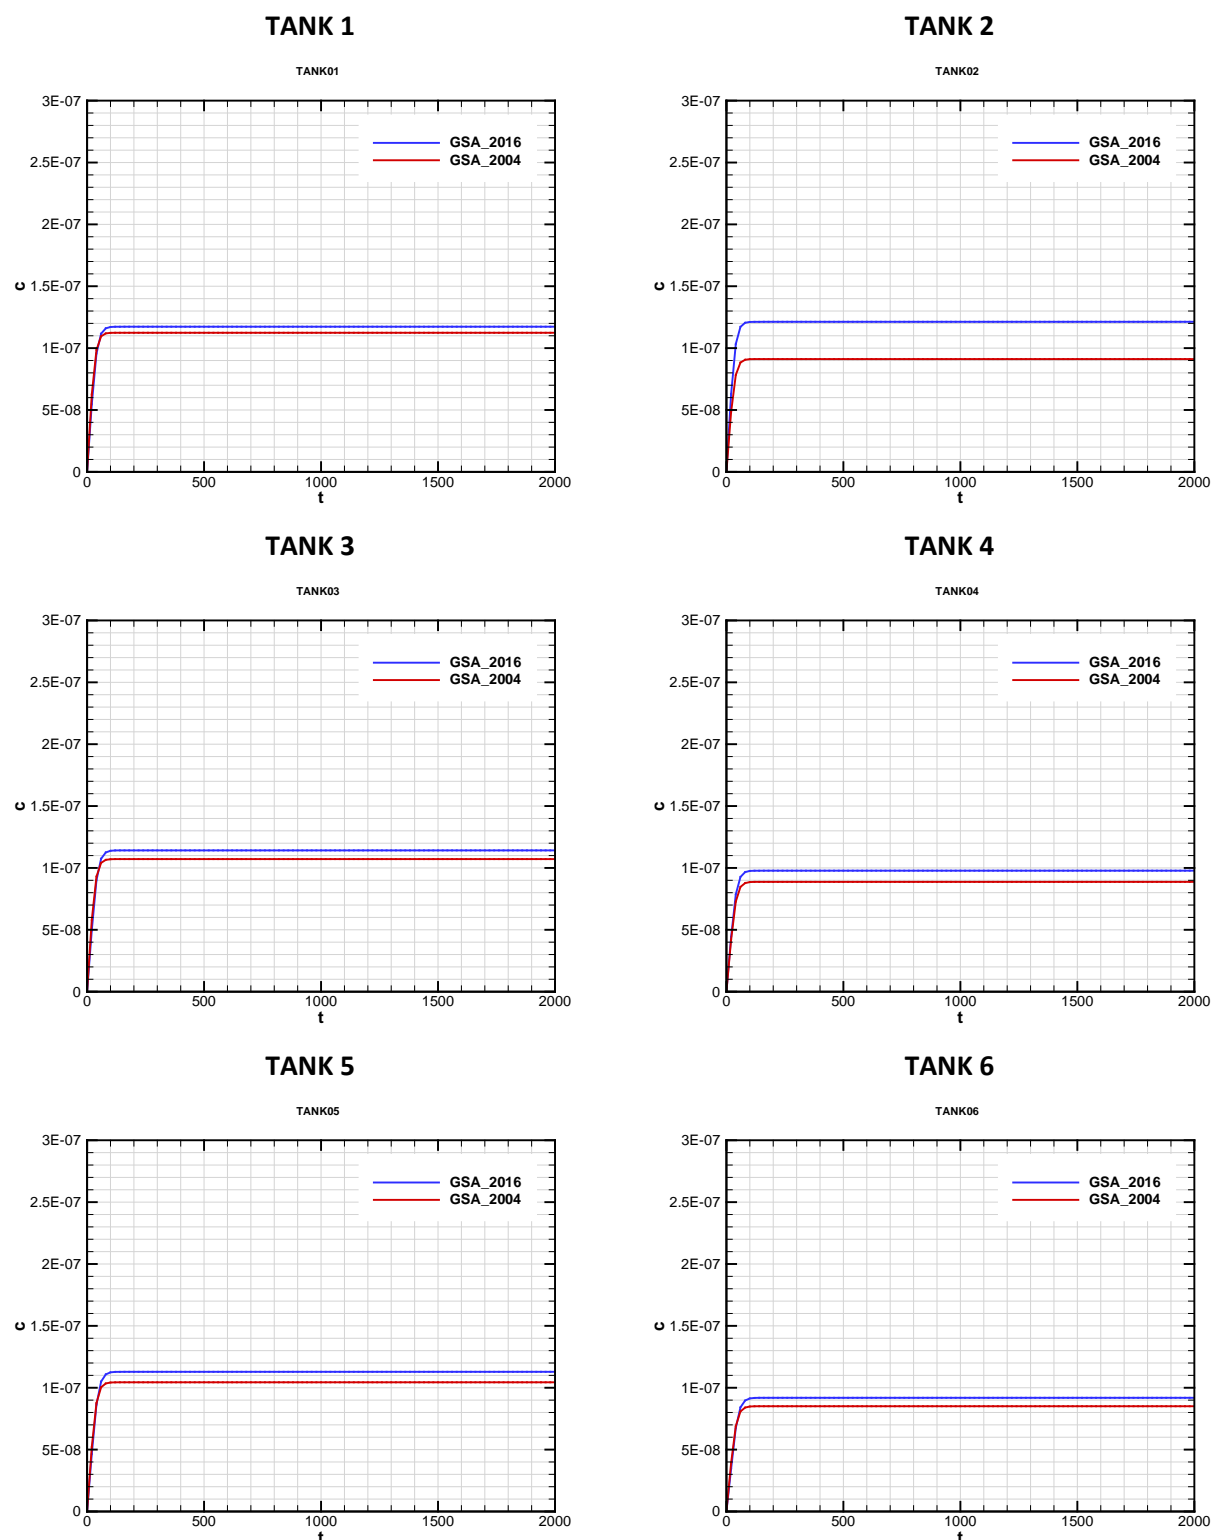 TANK 1
TANK01
3E-07
2.5E-07
2E-07
1.5E-07
1E-07
5E-08
0
c
GSA_2016
GSA_2004
0 500 1000 1500 2000
t
TANK 2
TANK02
3E-07
2.5E-07
2E-07
1.5E-07
1E-07
5E-08
0
c
GSA_2016
GSA_2004
0 500 1000 1500 2000
t
TANK 3
TANK03
3E-07
2.5E-07
2E-07
1.5E-07
1E-07
5E-08
0
c
GSA_2016
GSA_2004
0 500 1000 1500 2000
t
TANK 4
TANK04
3E-07
2.5E-07
2E-07
1.5E-07
1E-07
5E-08
0
c
GSA_2016
GSA_2004
0 500 1000 1500 2000
t
TANK 5
TANK05
3E-07
2.5E-07
2E-07
1.5E-07
1E-07
5E-08
0
c
GSA_2016
GSA_2004
0 500 1000 1500 2000
t
TANK 6
TANK06
3E-07
2.5E-07
2E-07
1.5E-07
1E-07
5E-08
0
c
GSA_2016
GSA_2004
0 500 1000 1500 2000
t